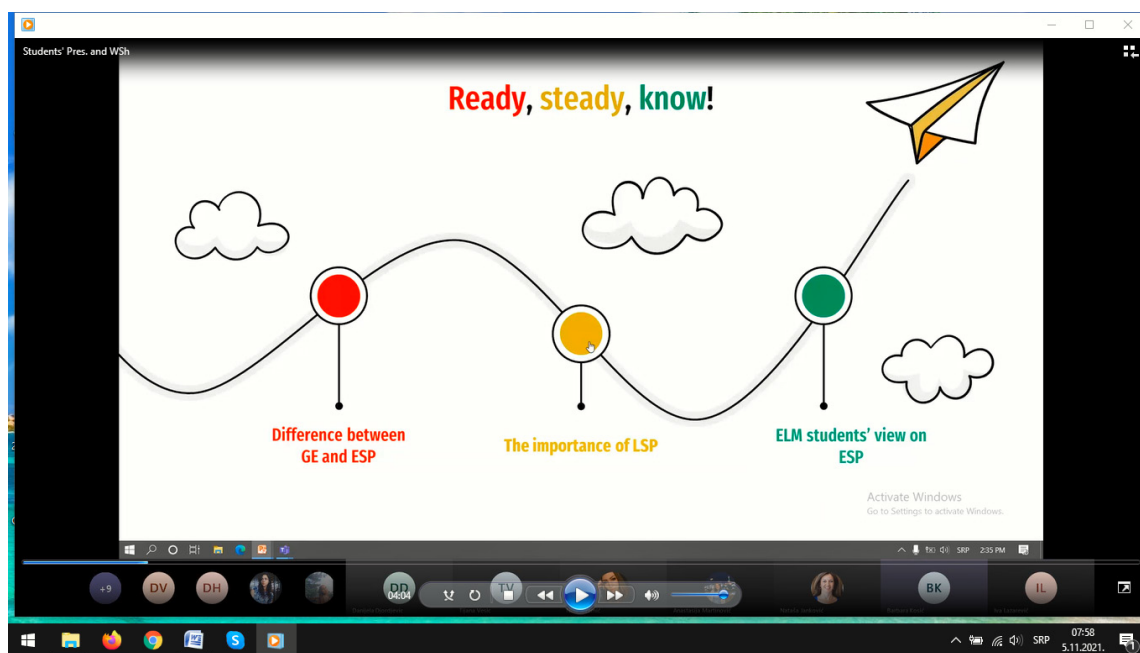 Students' Pres. and WSh
Ready, steady, know!
Difference between
GE and ESP
The importance of LSP
ELM students' view on
ESP
Activate Windows
Go to Settings to activate Windows.
SRP 2:35 PM
+9 DV DH DD TV BK IL
04:04
SRP
07:58
5.11.2021.
1